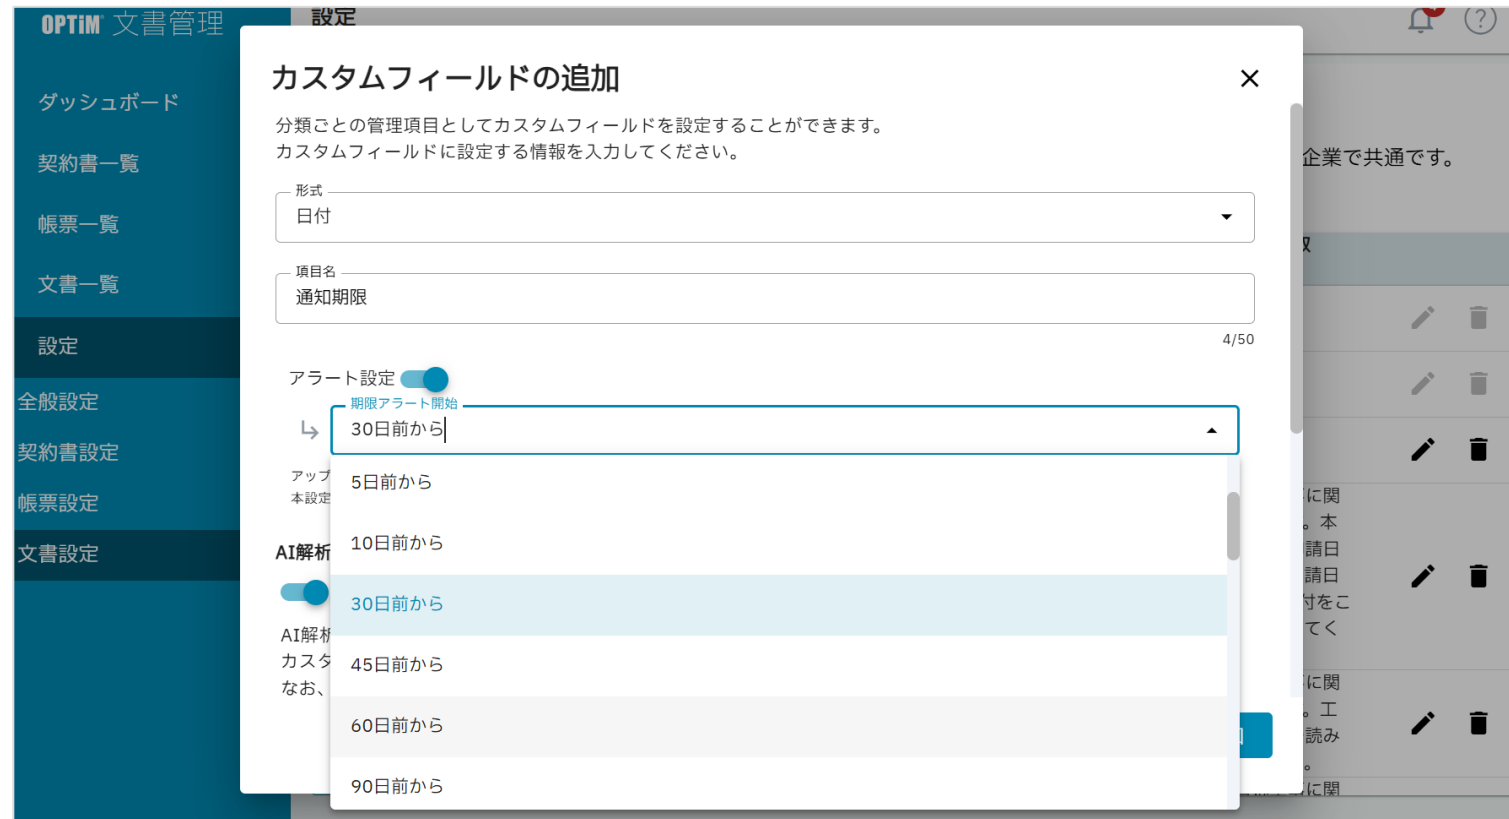 OPTiM 文書管理
設定
ダッシュボード
契約書一覧
帳票一覧
文書一覧
設定
全般設定
契約書設定
帳票設定
文書設定
カスタムフィールドの追加
分類ごとの管理項目としてカスタムフィールドを設定することができます。
カスタムフィールドに設定する情報を入力してください。
形式
日付
項目名
通知期限
4/50
アラート設定
期限アラート開始
30日前から
5日前から
10日前から
30日前から
45日前から
60日前から
90日前から
アップ
本設定
AI解析
AI解析
カスタ
なお、
企業で共通です。
に関
。本
請日
請日
付をこ
てく
に関
。工
読み
。
に関